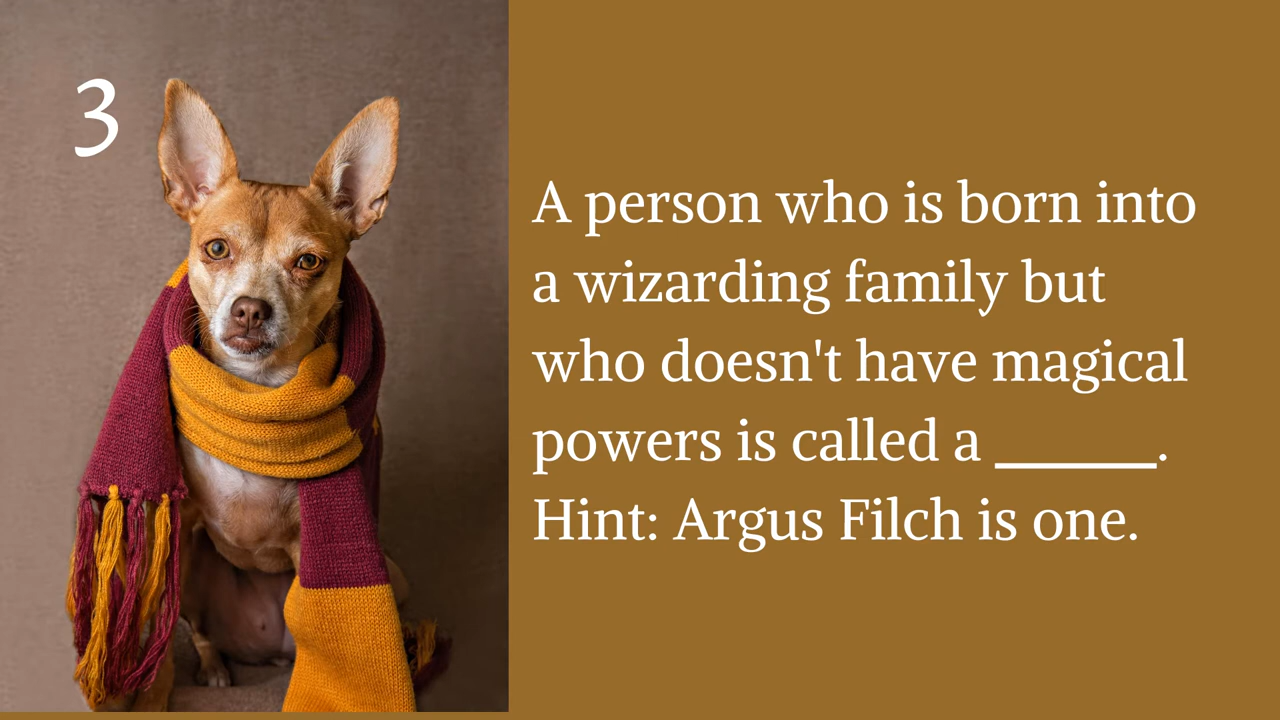 3
A person who is born into
a wizarding family but
who doesn't have magical
powers is called a ______.
Hint: Argus Filch is one.